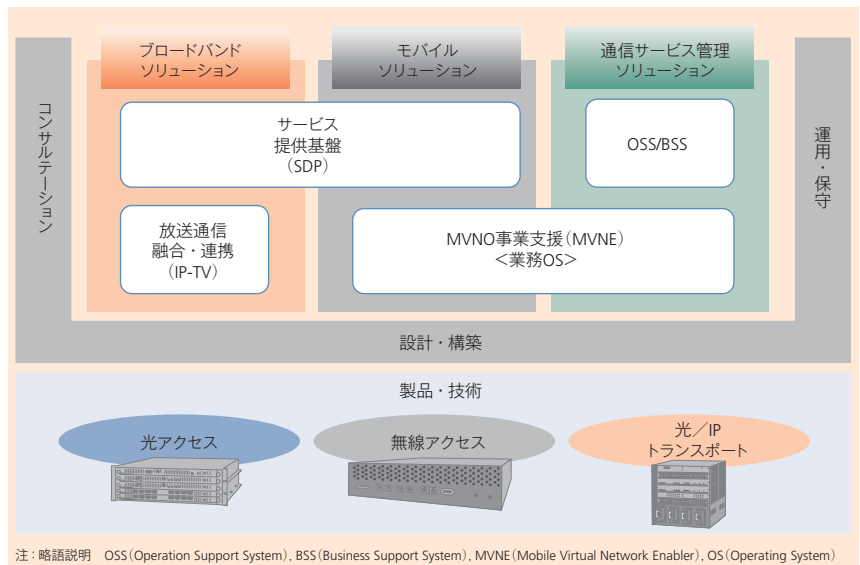 ブロードバンド
ソリューション
モバイル
ソリューション
通信サービス管理
ソリューション
コンサルテーション
サービス
提供基盤
（SDP）
OSS/BSS
運用・保守
放送通信
融合・連携
（IP-TV）
MVNO事業支援（MVNE）
＜業務OS＞
設計・構築
製品・技術
光アクセス
無線アクセス
光／IP
トランスポート
注：略語説明　OSS（Operation Support System）, BSS（Business Support System）, MVNE（Mobile Virtual Network Enabler）, OS（Operating System）